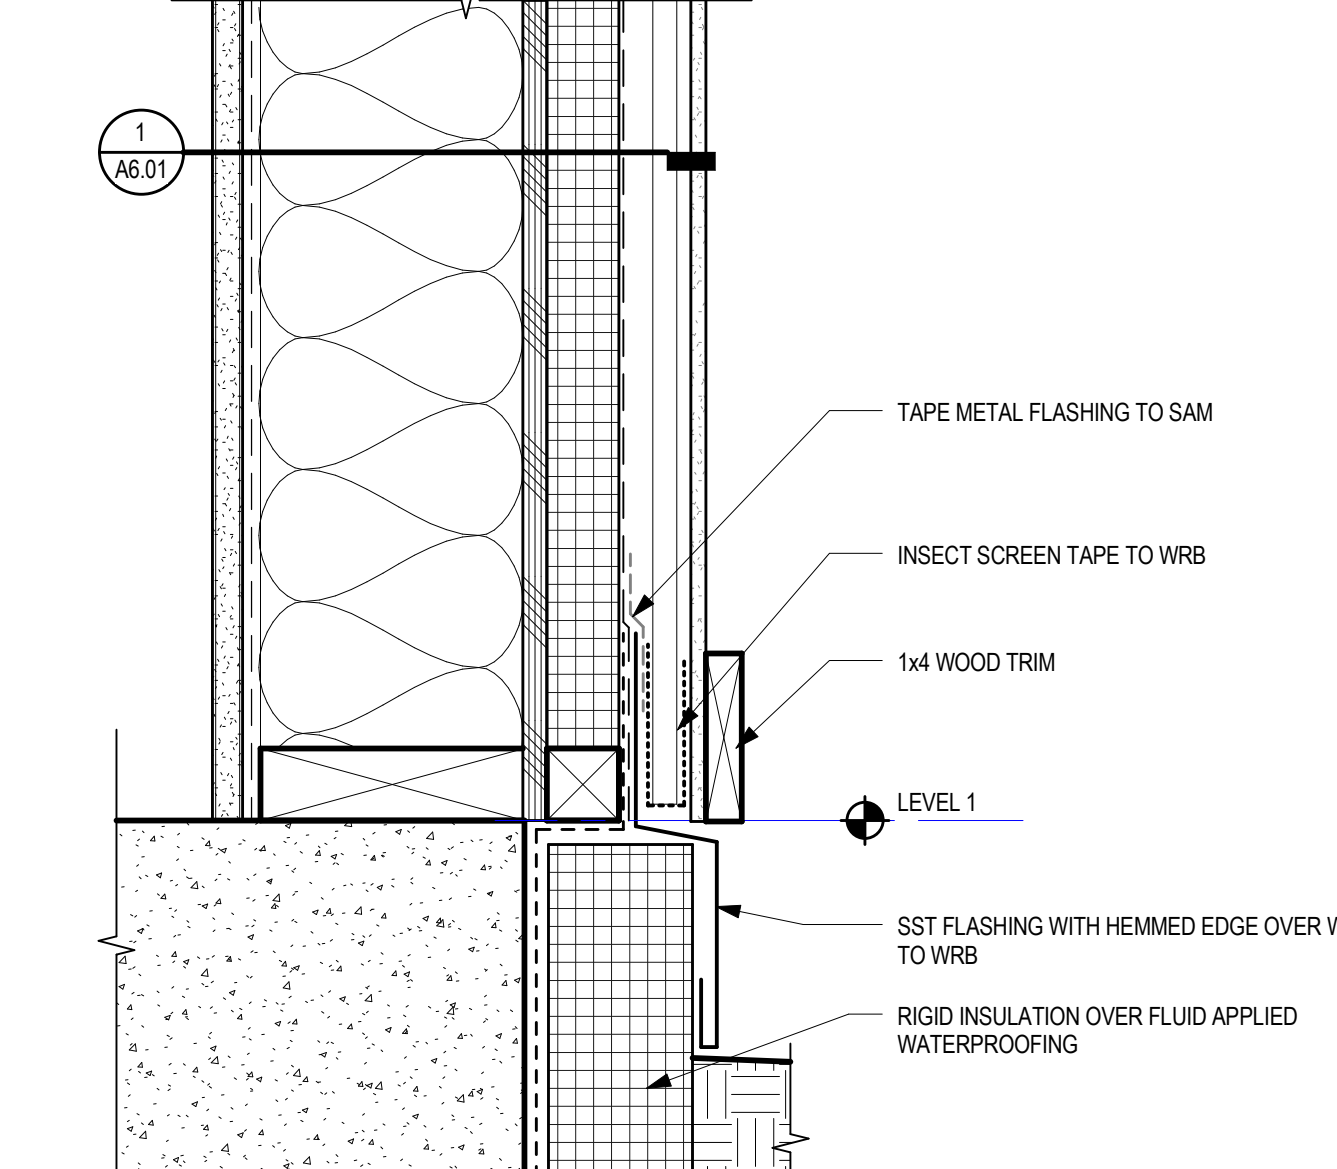 1
A6.01
TAPE METAL FLASHING TO SAM
INSECT SCREEN TAPE TO WRB
1x4 WOOD TRIM
LEVEL 1
SST FLASHING WITH HEMMED EDGE OVER
TO WRB
RIGID INSULATION OVER FLUID APPLIED
WATERPROOFING